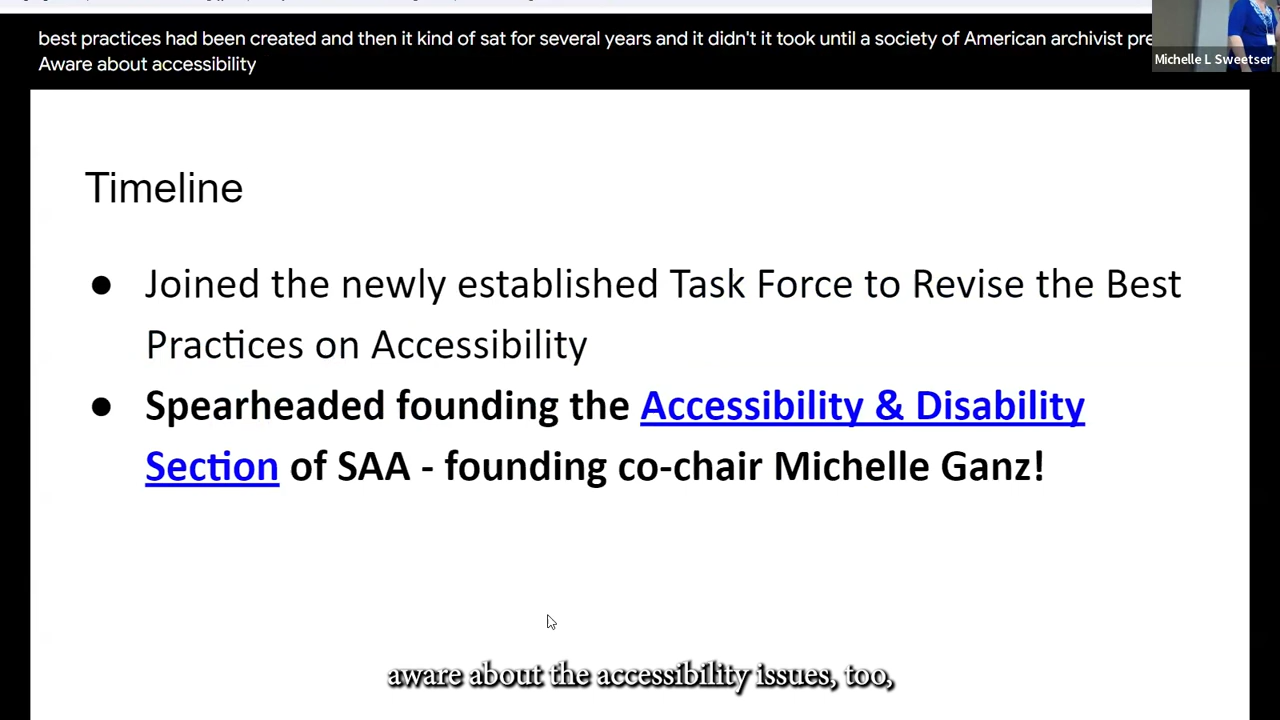 best practices had been created and then it kind of sat for several years and it didn't it took until a society of American archivist pre
Aware about accessibility
Michelle L Sweetser
Timeline
● Joined the newly established Task Force to Revise the Best
Practices on Accessibility
● Spearheaded founding the Accessibility & Disability
Section of SAA - founding co-chair Michelle Ganz!
aware about the accessibility issues, too,